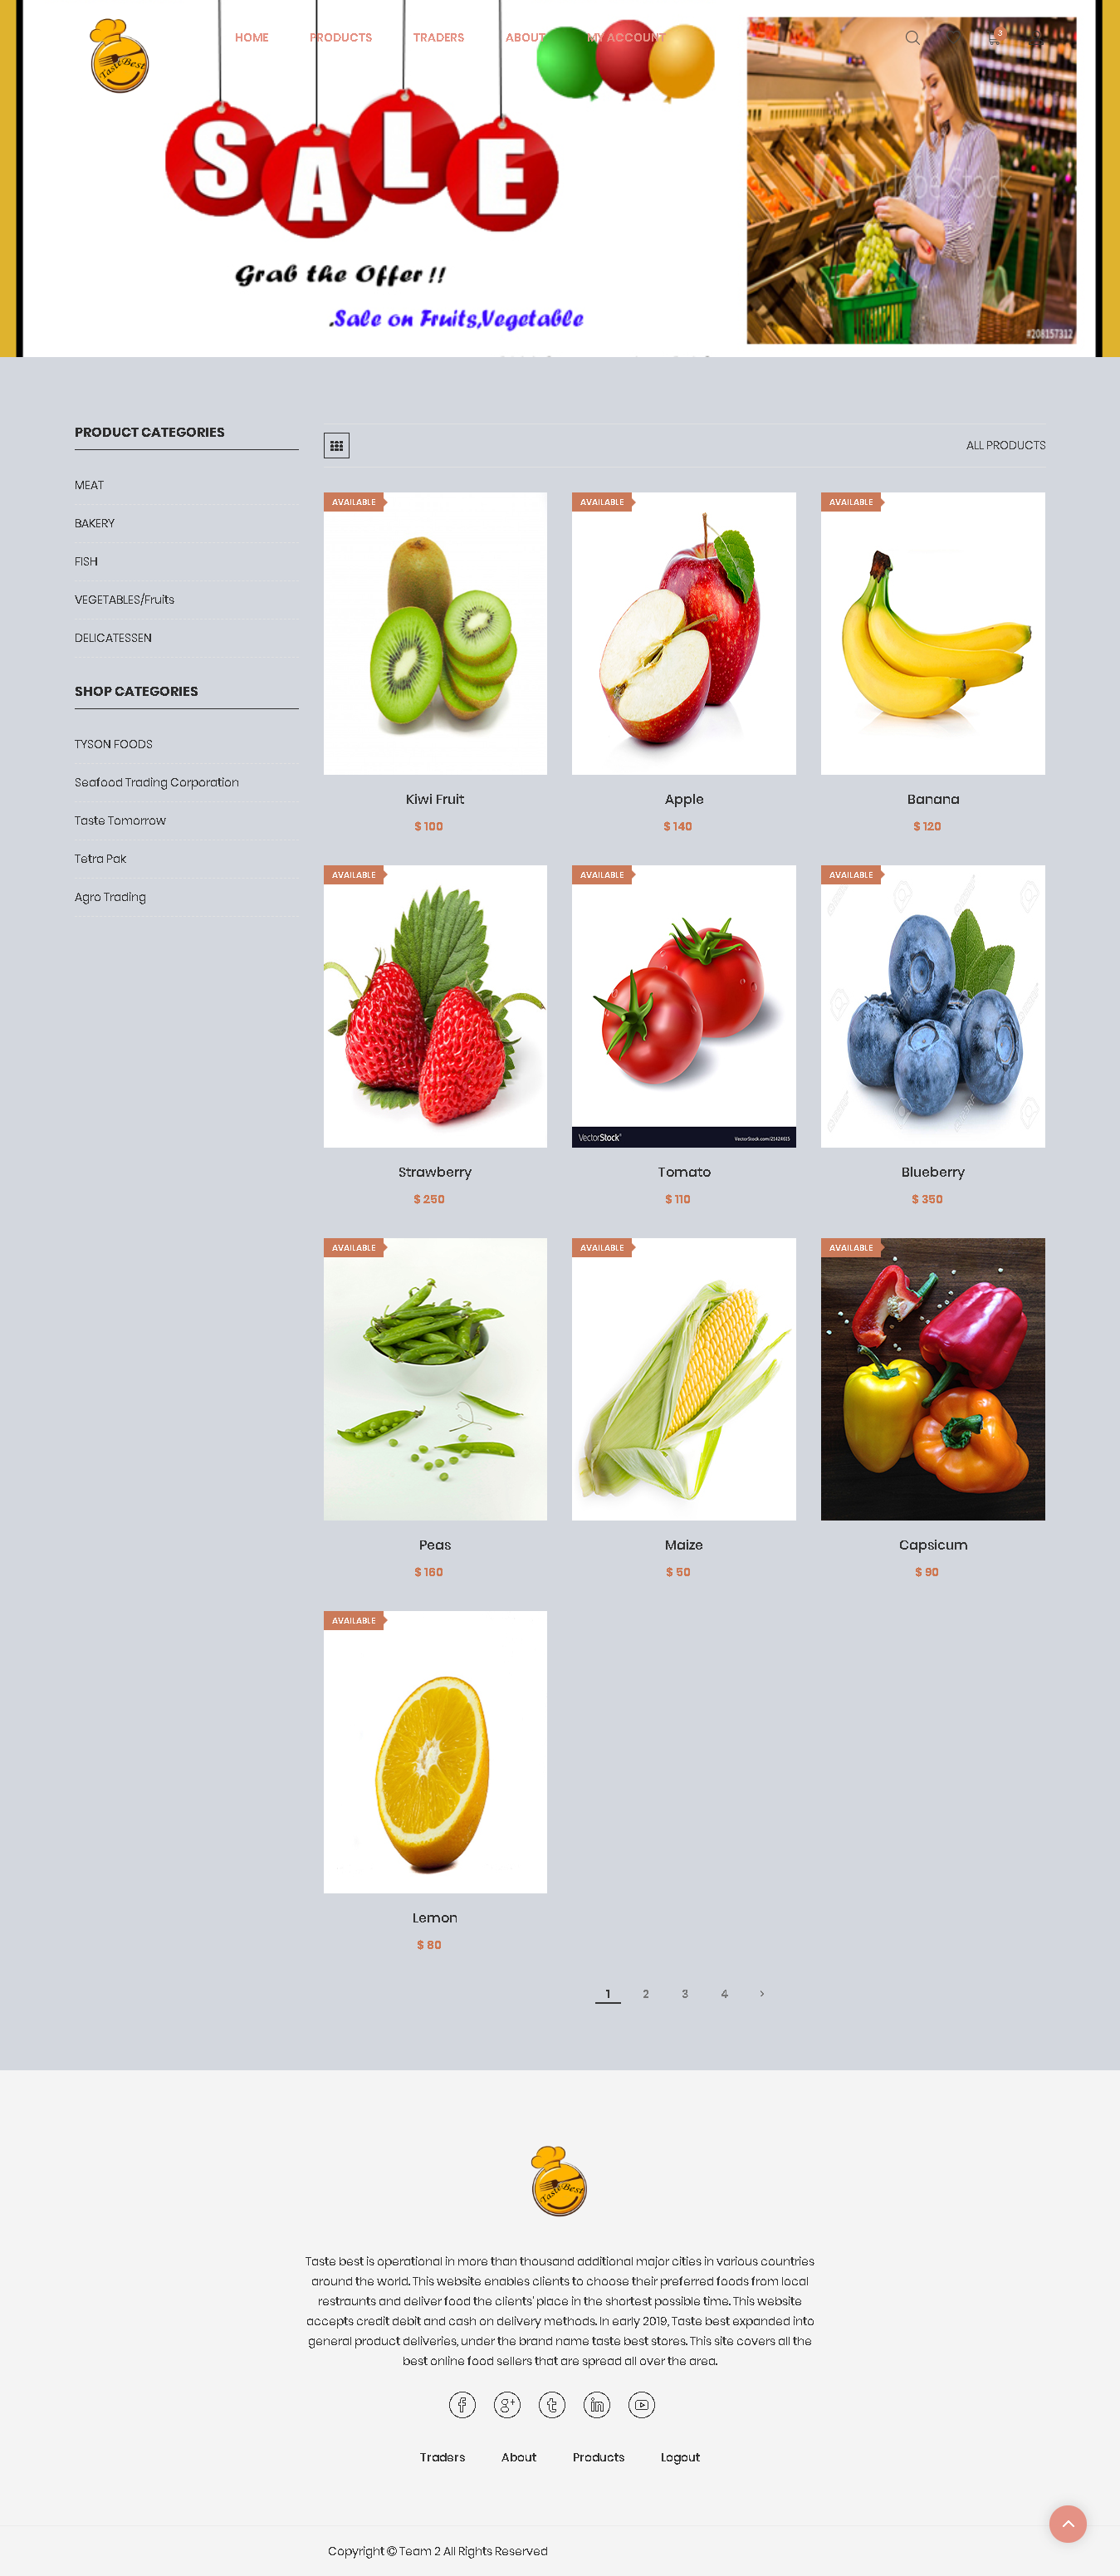 Taste Best
HOME
PRODUCTS
TRADERS
ABOUT
MY ACCOUNT
3
SALE
Grab the Offer !!
.Sale on Fruits,Vegetable
Adobe Stock
#208157312
PRODUCT CATEGORIES
MEAT
BAKERY
FISH
VEGETABLES/Fruits
DELICATESSEN
SHOP CATEGORIES
TYSON FOODS
Seafood Trading Corporation
Taste Tomorrow
Tetra Pak
Agro Trading
ALL PRODUCTS
AVAILABLE
AVAILABLE
AVAILABLE
Kiwi Fruit
Apple
Banana
$ 100
$ 140
$ 120
AVAILABLE
AVAILABLE
AVAILABLE
VectorStock®
VectorStock.com/21424615
Strawberry
Tomato
Blueberry
$ 250
$ 110
$ 350
AVAILABLE
AVAILABLE
AVAILABLE
Peas
Maize
Capsicum
$ 160
$ 50
$ 90
AVAILABLE
Lemon
$ 80
1 2 3 4 >
Taste Best
Taste best is operational in more than thousand additional major cities in various countries
around the world. This website enables clients to choose their preferred foods from local
restraunts and deliver food the clients' place in the shortest possible time. This website
accepts credit debit and cash on delivery methods. In early 2019, Taste best expanded into
general product deliveries, under the brand name taste best stores. This site covers all the
best online food sellers that are spread all over the area.
Traders
About
Products
Logout
Copyright © Team 2 All Rights Reserved